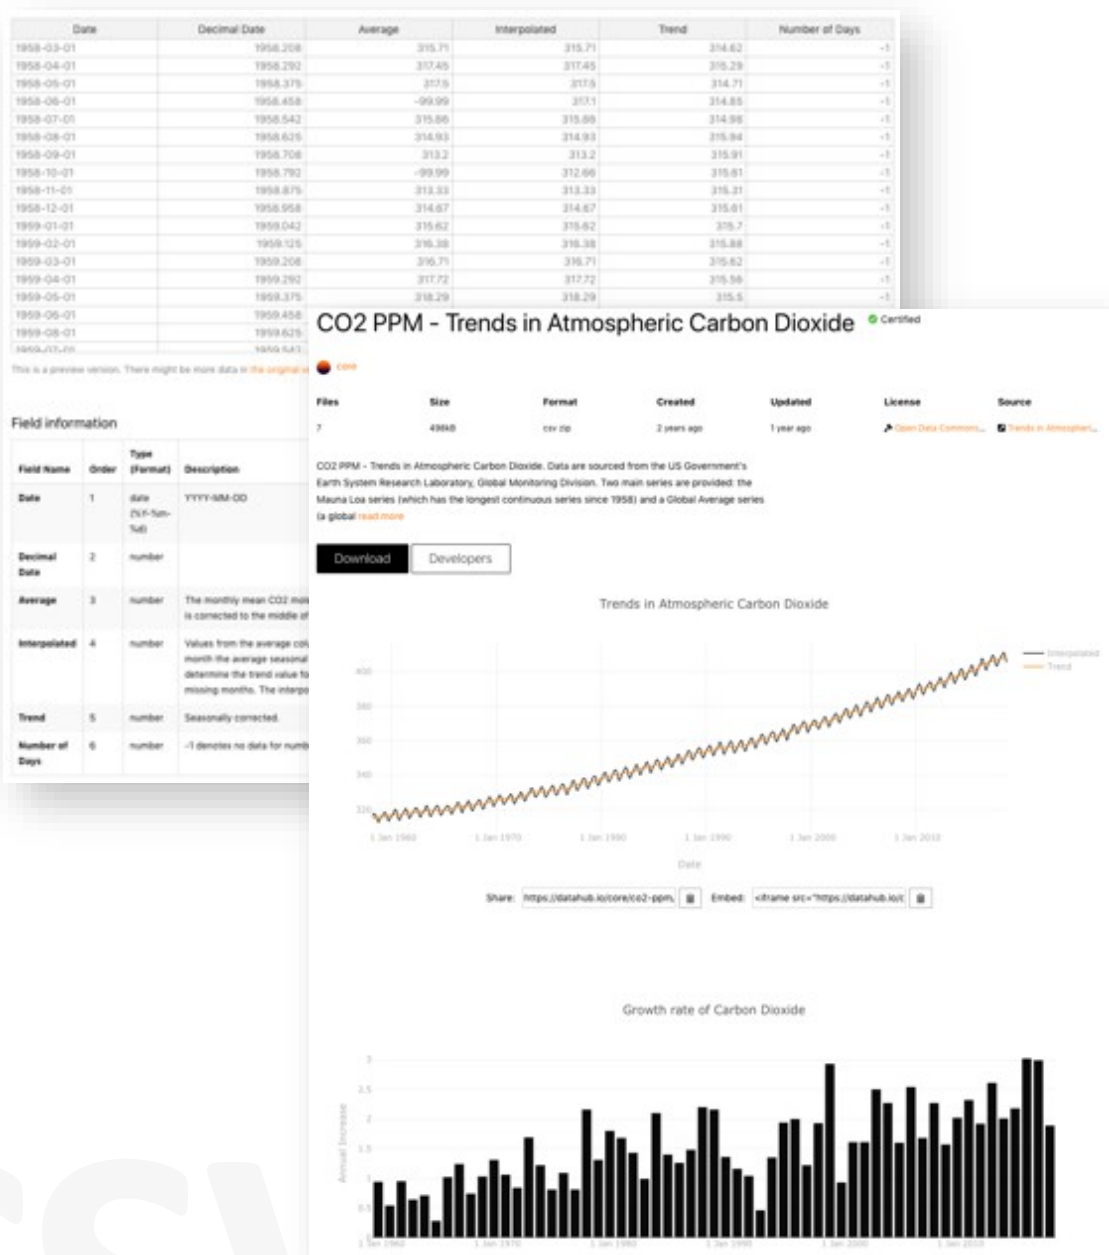 Date Decimal Date Average Interpolated Trend Number of Days
1958-03-01 1958.208 315.71 315.71 314.62 -1
1958-04-01 1958.292 317.45 317.45 315.29 -1
1958-05-01 1958.375 317.5 317.5 314.71 -1
1958-06-01 1958.458 -99.99 317.1 314.85 -1
1958-07-01 1958.542 315.86 315.86 314.98 -1
1958-08-01 1958.625 314.93 314.93 315.94 -1
1958-09-01 1958.708 313.2 313.2 315.91 -1
1958-10-01 1958.792 -99.99 312.66 315.61 -1
1958-11-01 1958.875 313.33 313.33 315.31 -1
1958-12-01 1958.958 314.67 314.67 315.61 -1
1959-01-01 1959.042 315.62 315.62 315.7 -1
1959-02-01 1959.125 316.38 316.38 315.88 -1
1959-03-01 1959.208 316.71 316.71 315.62 -1
1959-04-01 1959.292 317.72 317.72 315.56 -1
1959-05-01 1959.375 318.29 318.29 315.5 -1
1959-06-01 1959.458
1959-08-01 1959.625
1959-07-01 1959.542
This is a preview version. There might be more data in the original
Field information
Field Name Order Type (Format) Description
Date 1 date (%Y-%m-%d) YYYY-MM-DD
Decimal Date 2 number
Average 3 number The monthly mean CO2
is corrected to the middle of
Interpolated 4 number Values from the average
month the average seasonal
determine the trend value
missing months. The
Trend 5 number Seasonally corrected.
Number of Days 6 number -1 denotes no data for
CO2 PPM - Trends in Atmospheric Carbon Dioxide Certified
core
Files Size Format Created Updated License Source
7 498kB csv zip 2 years ago 1 year ago Open Data Commons... Trends in Atmospheri...
CO2 PPM - Trends in Atmospheric Carbon Dioxide. Data are sourced from the US Government's
Earth System Research Laboratory, Global Monitoring Division. Two main series are provided: the
Mauna Loa series (which has the longest continuous series since 1958) and a Global Average series
(a global read more
Download Developers
Trends in Atmospheric Carbon Dioxide
Interpolated
Trend
400
380
360
340
320
1 Jan 1960 1 Jan 1970 1 Jan 1980 1 Jan 1990 1 Jan 2000 1 Jan 2010
Date
Share: https://datahub.io/core/co2-ppm, Embed: <iframe src="https://datahub.io/c
Growth rate of Carbon Dioxide
Annual Increase
3
2.5
2
1.5
1
0.5
0
1 Jan 1960 1 Jan 1970 1 Jan 1980 1 Jan 1990 1 Jan 2000 1 Jan 2010